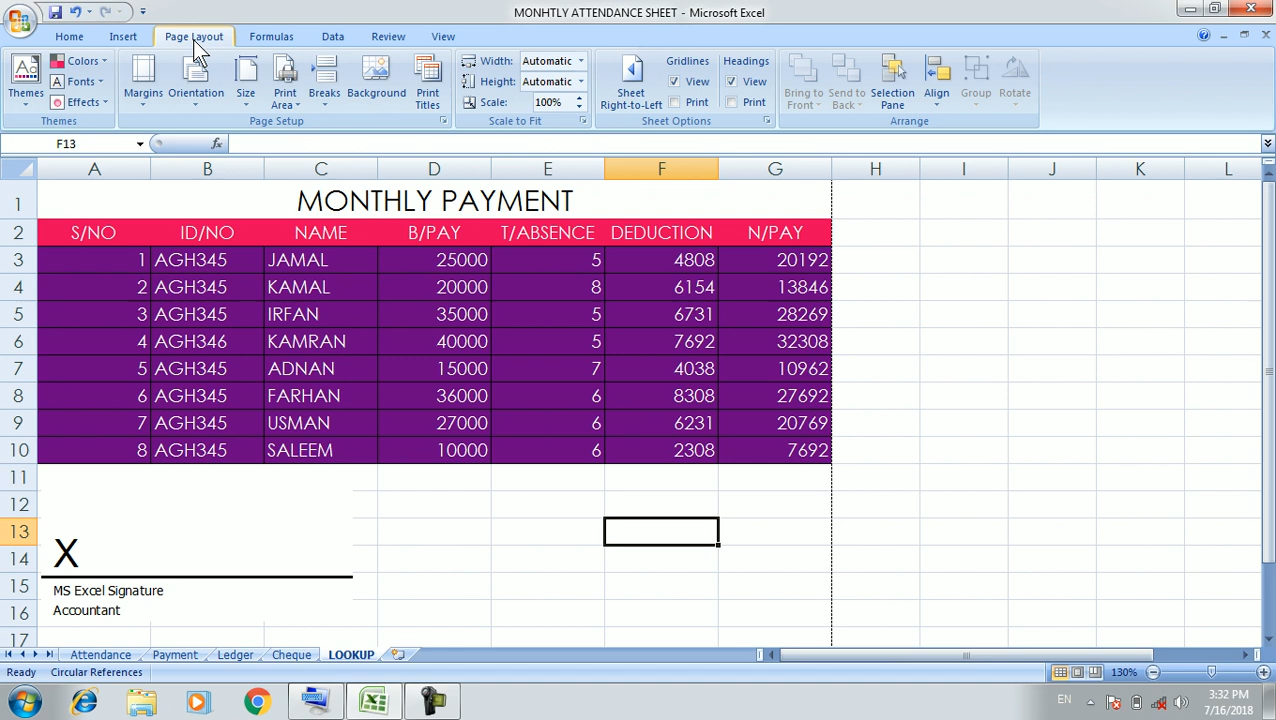 MONHTLY ATTENDANCE SHEET - Microsoft Excel
Home Insert Page Layout Formulas Data Review View
Themes
Colors
Fonts
Effects
Themes
Margins Orientation Size Print Area Breaks Background Print Titles
Page Setup
Width: Automatic
Height: Automatic
Scale: 100%
Scale to Fit
Sheet Right-to-Left
Gridlines Headings
View View
Print Print
Sheet Options
Bring to Front Send to Back Selection Pane Align Group Rotate
Arrange
F13 fx
A B C D E F G H I J K L
1 MONTHLY PAYMENT
2 S/NO ID/NO NAME B/PAY T/ABSENCE DEDUCTION N/PAY
3 1 AGH345 JAMAL 25000 5 4808 20192
4 2 AGH345 KAMAL 20000 8 6154 13846
5 3 AGH345 IRFAN 35000 5 6731 28269
6 4 AGH346 KAMRAN 40000 5 7692 32308
7 5 AGH345 ADNAN 15000 7 4038 10962
8 6 AGH345 FARHAN 36000 6 8308 27692
9 7 AGH345 USMAN 27000 6 6231 20769
10 8 AGH345 SALEEM 10000 6 2308 7692
11
12
13
14 X
15 MS Excel Signature
16 Accountant
17
Attendance Payment Ledger Cheque LOOKUP
Ready Circular References 130%
EN 3:32 PM
7/16/2018